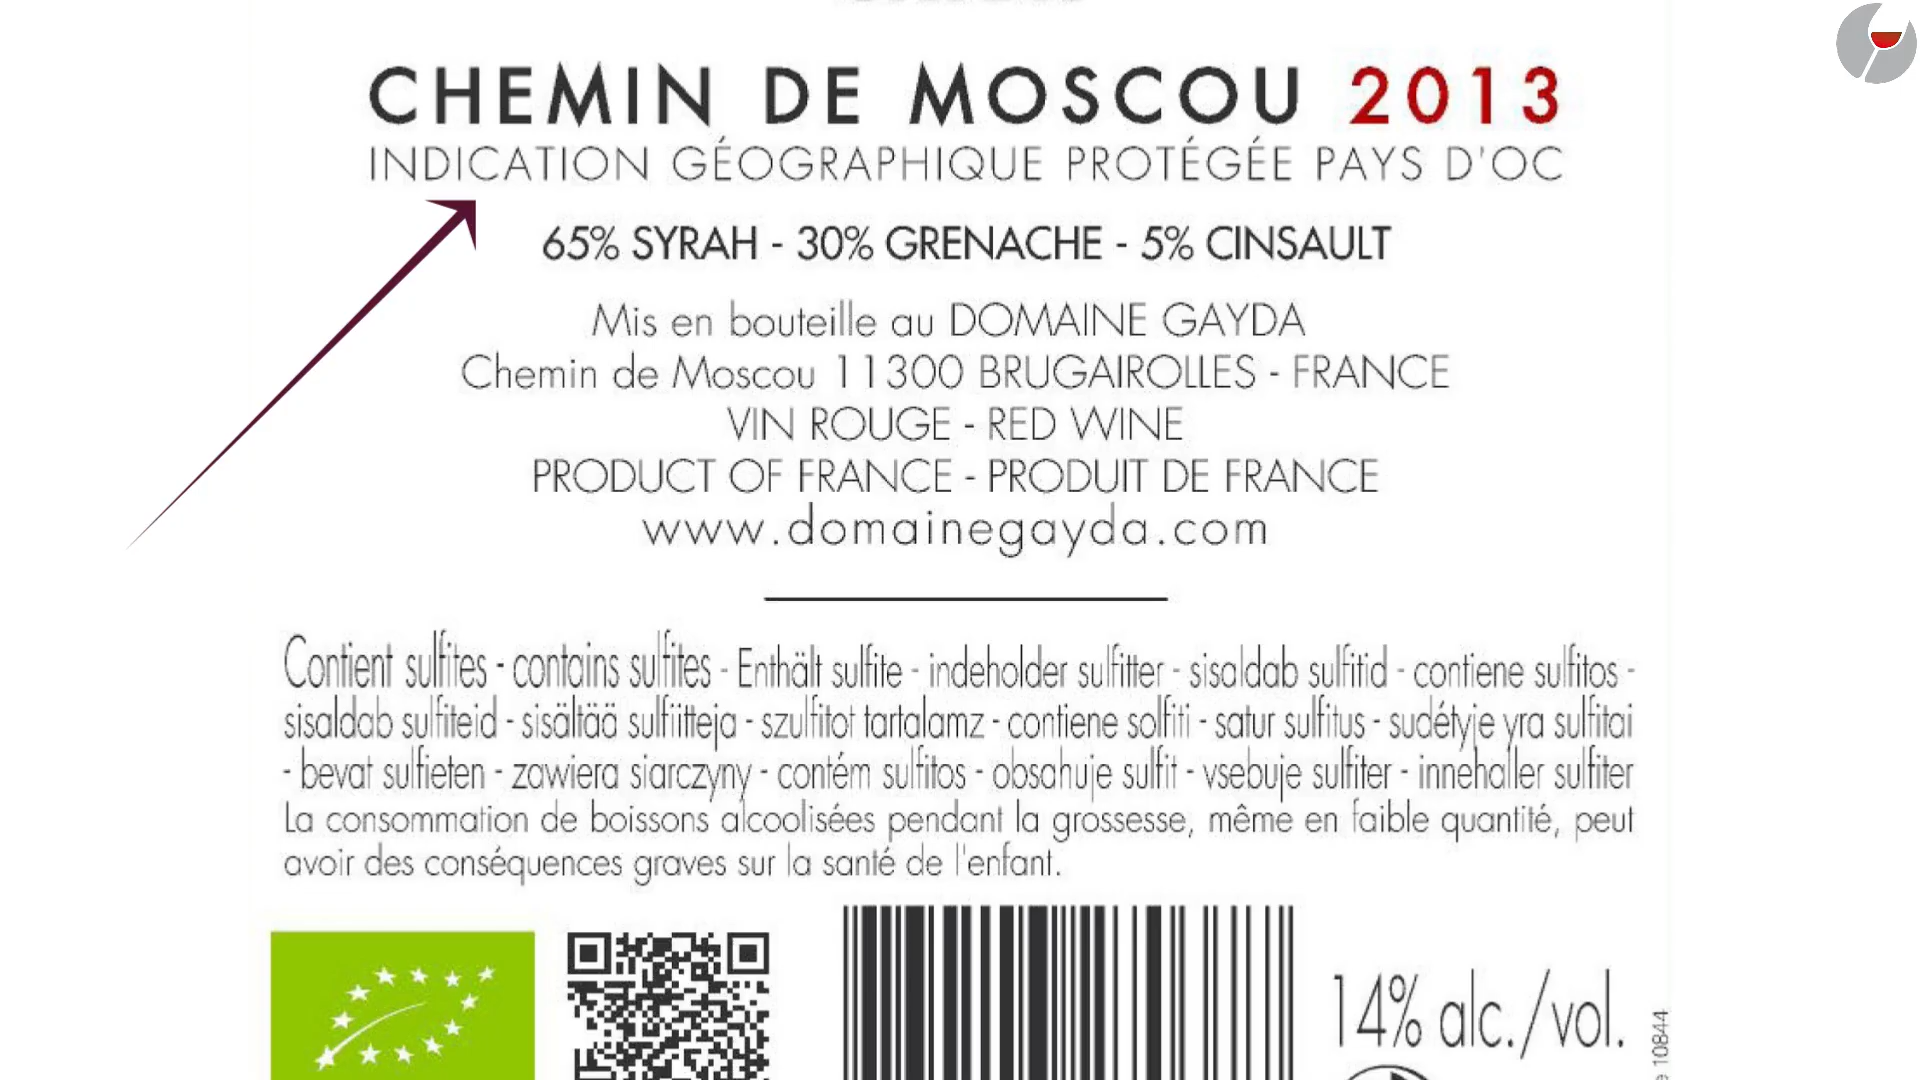 CHEMIN DE MOSCOU 2013
INDICATION GÉOGRAPHIQUE PROTÉGÉE PAYS D'OC
65% SYRAH - 30% GRENACHE - 5% CINSAULT
Mis en bouteille au DOMAINE GAYDA
Chemin de Moscou 11300 BRUGAIROLLES - FRANCE
VIN ROUGE - RED WINE
PRODUCT OF FRANCE - PRODUIT DE FRANCE
www.domainegayda.com
Contient sulfites - contains sulfites - Enthält sulfite - indeholder sulfitter - sisaldab sulfitid - contiene sulfitos -
sisaldab sulfiteid - sisältää sulfiitteja - szulfitot tartalamz - contiene solfiti - satur sulfitus - sudétyje yra sulfitai
- bevat sulfieten - zawiera siarczyny - contém sulfitos - obsahuje sulfit - vsebuje sulfiter - innehaller sulfiter
La consommation de boissons alcoolisées pendant la grossesse, même en faible quantité, peut
avoir des conséquences graves sur la santé de l'enfant.
14% alc./vol.
10844